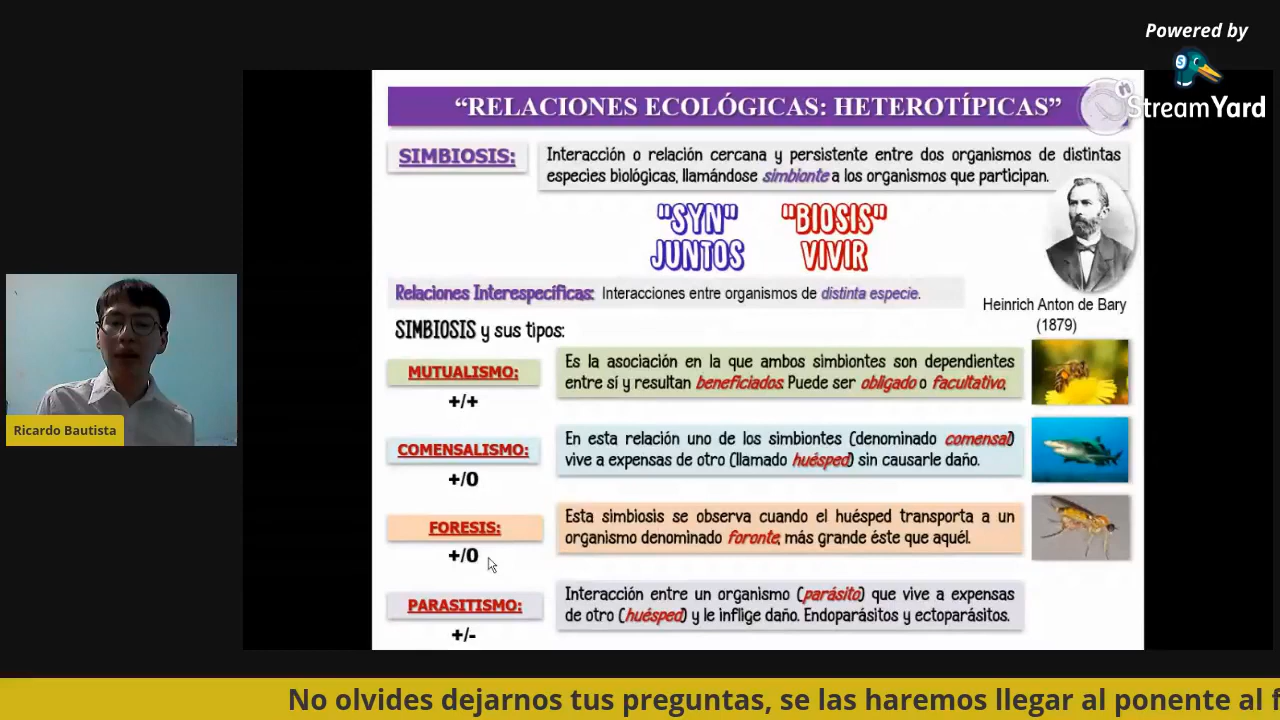 Powered by
StreamYard
“RELACIONES ECOLÓGICAS: HETEROTÍPICAS”
SIMBIOSIS:
Interacción o relación cercana y persistente entre dos organismos de distintas
especies biológicas, llamándose simbionte a los organismos que participan.
"SYN" "BIOSIS"
JUNTOS VIVIR
Relaciones Interespecíficas: Interacciones entre organismos de distinta especie.
Heinrich Anton de Bary
(1879)
SIMBIOSIS y sus tipos:
MUTUALISMO:
+/+
Es la asociación en la que ambos simbiontes son dependientes
entre sí y resultan beneficiados. Puede ser obligado o facultativo.
COMENSALISMO:
+/0
En esta relación uno de los simbiontes (denominado comensal)
vive a expensas de otro (llamado huésped) sin causarle daño.
FORESIS:
+/0
Esta simbiosis se observa cuando el huésped transporta a un
organismo denominado foronte, más grande éste que aquél.
PARASITISMO:
+/-
Interacción entre un organismo (parásito) que vive a expensas
de otro (huésped) y le inflige daño. Endoparásitos y ectoparásitos.
Ricardo Bautista
No olvides dejarnos tus preguntas, se las haremos llegar al ponente al f